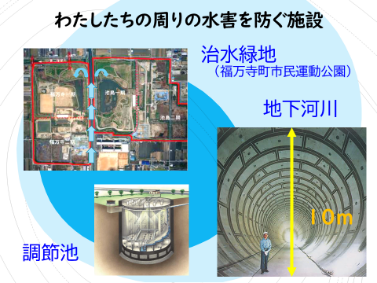 わたしたちの周りの水害を防ぐ施設
治水緑地
（福万寺町市民運動公園）
地下河川
10m
調節池